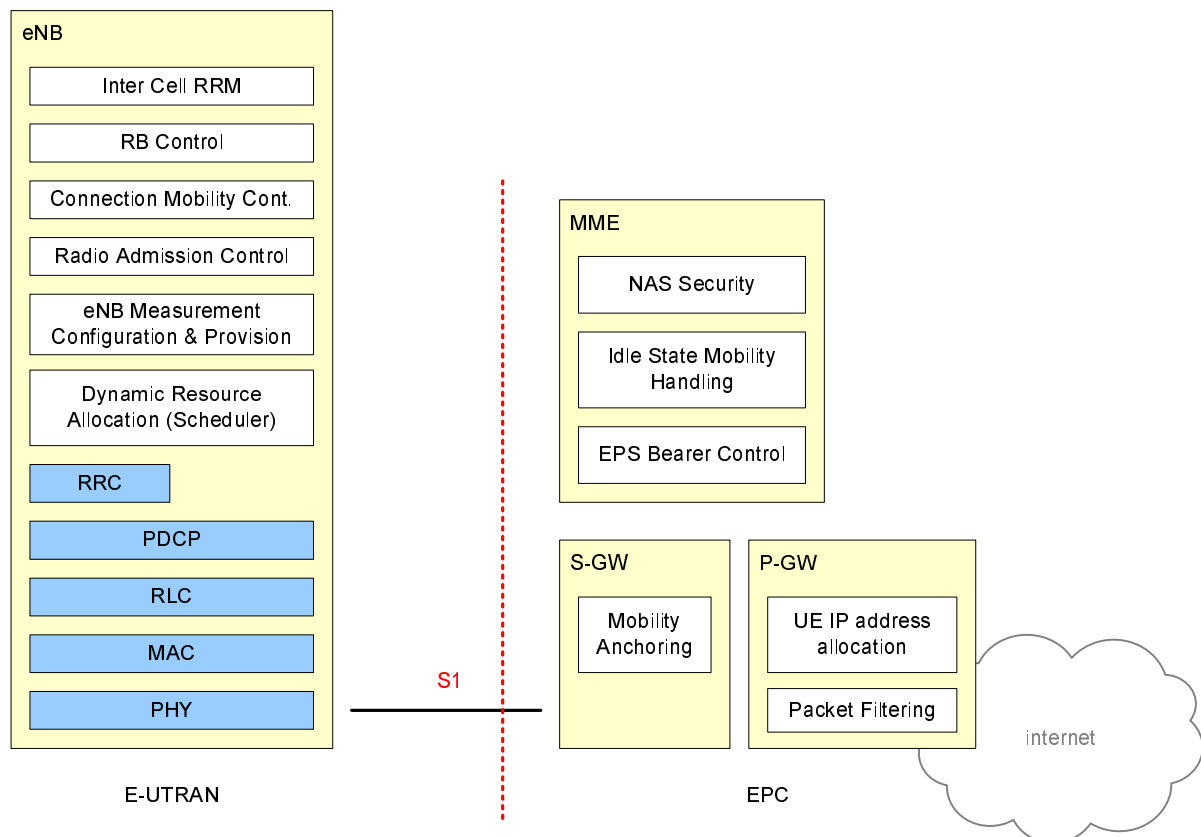 eNB
Inter Cell RRM
RB Control
Connection Mobility Cont.
Radio Admission Control
eNB Measurement
Configuration & Provision
Dynamic Resource
Allocation (Scheduler)
RRC
PDCP
RLC
MAC
PHY
S1
MME
NAS Security
Idle State Mobility
Handling
EPS Bearer Control
S-GW
Mobility
Anchoring
P-GW
UE IP address
allocation
Packet Filtering
internet
E-UTRAN
EPC